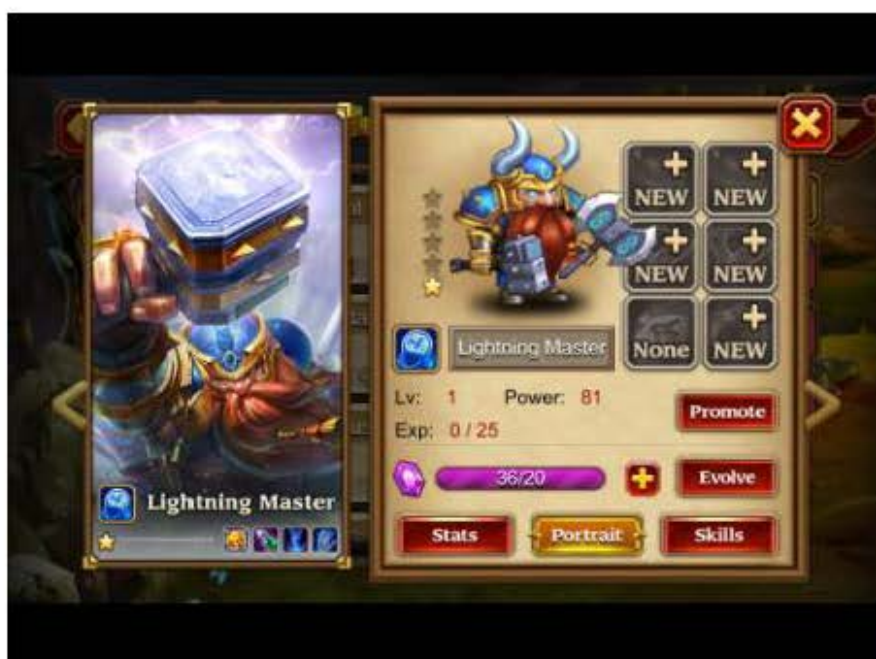 Lightning Master
NEW
NEW
NEW
NEW
None
NEW
Lightning Master
Lv: 1 Power: 81
Promote
Exp: 0 / 25
36/20
Evolve
Stats
Portrait
Skills